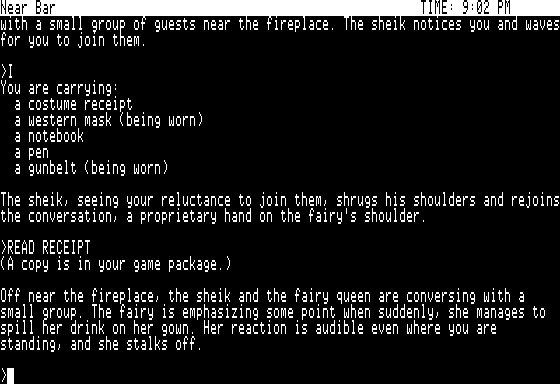 Near Bar TIME: 9:02 PM
with a small group of guests near the fireplace. The sheik notices you and waves
for you to join them.
>I
You are carrying:
a costume receipt
a western mask (being worn)
a notebook
a pen
a gunbelt (being worn)
The sheik, seeing your reluctance to join them, shrugs his shoulders and rejoins
the conversation, a proprietary hand on the fairy's shoulder.
>READ RECEIPT
(A copy is in your game package.)
Off near the fireplace, the sheik and the fairy queen are conversing with a
small group. The fairy is emphasizing some point when suddenly, she manages to
spill her drink on her gown. Her reaction is audible even where you are
standing, and she stalks off.
>